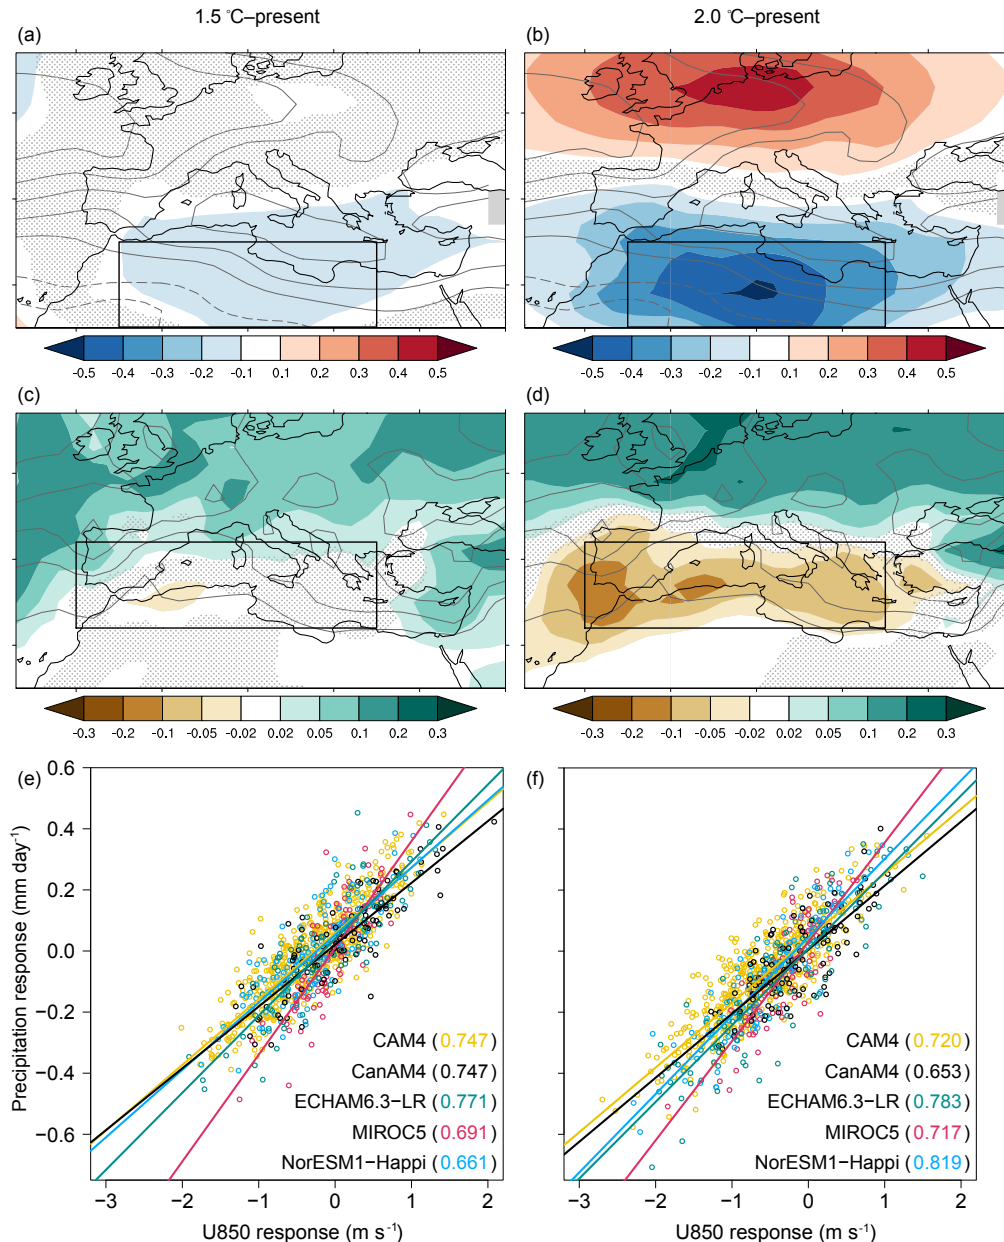 1.5 °C–present
2.0 °C–present
(a)
(b)
-0.5 -0.4 -0.3 -0.2 -0.1 0.1 0.2 0.3 0.4 0.5
-0.5 -0.4 -0.3 -0.2 -0.1 0.1 0.2 0.3 0.4 0.5
(c)
(d)
-0.3 -0.2 -0.1 -0.05 -0.02 0.02 0.05 0.1 0.2 0.3
-0.3 -0.2 -0.1 -0.05 -0.02 0.02 0.05 0.1 0.2 0.3
(e)
(f)
Precipitation response (mm day⁻¹)
0.6
0.4
0.2
0.0
−0.2
−0.4
−0.6
CAM4 (0.747)
CanAM4 (0.747)
ECHAM6.3−LR (0.771)
MIROC5 (0.691)
NorESM1−Happi (0.661)
−3 −2 −1 0 1 2
U850 response (m s⁻¹)
CAM4 (0.720)
CanAM4 (0.653)
ECHAM6.3−LR (0.783)
MIROC5 (0.717)
NorESM1−Happi (0.819)
−3 −2 −1 0 1 2
U850 response (m s⁻¹)